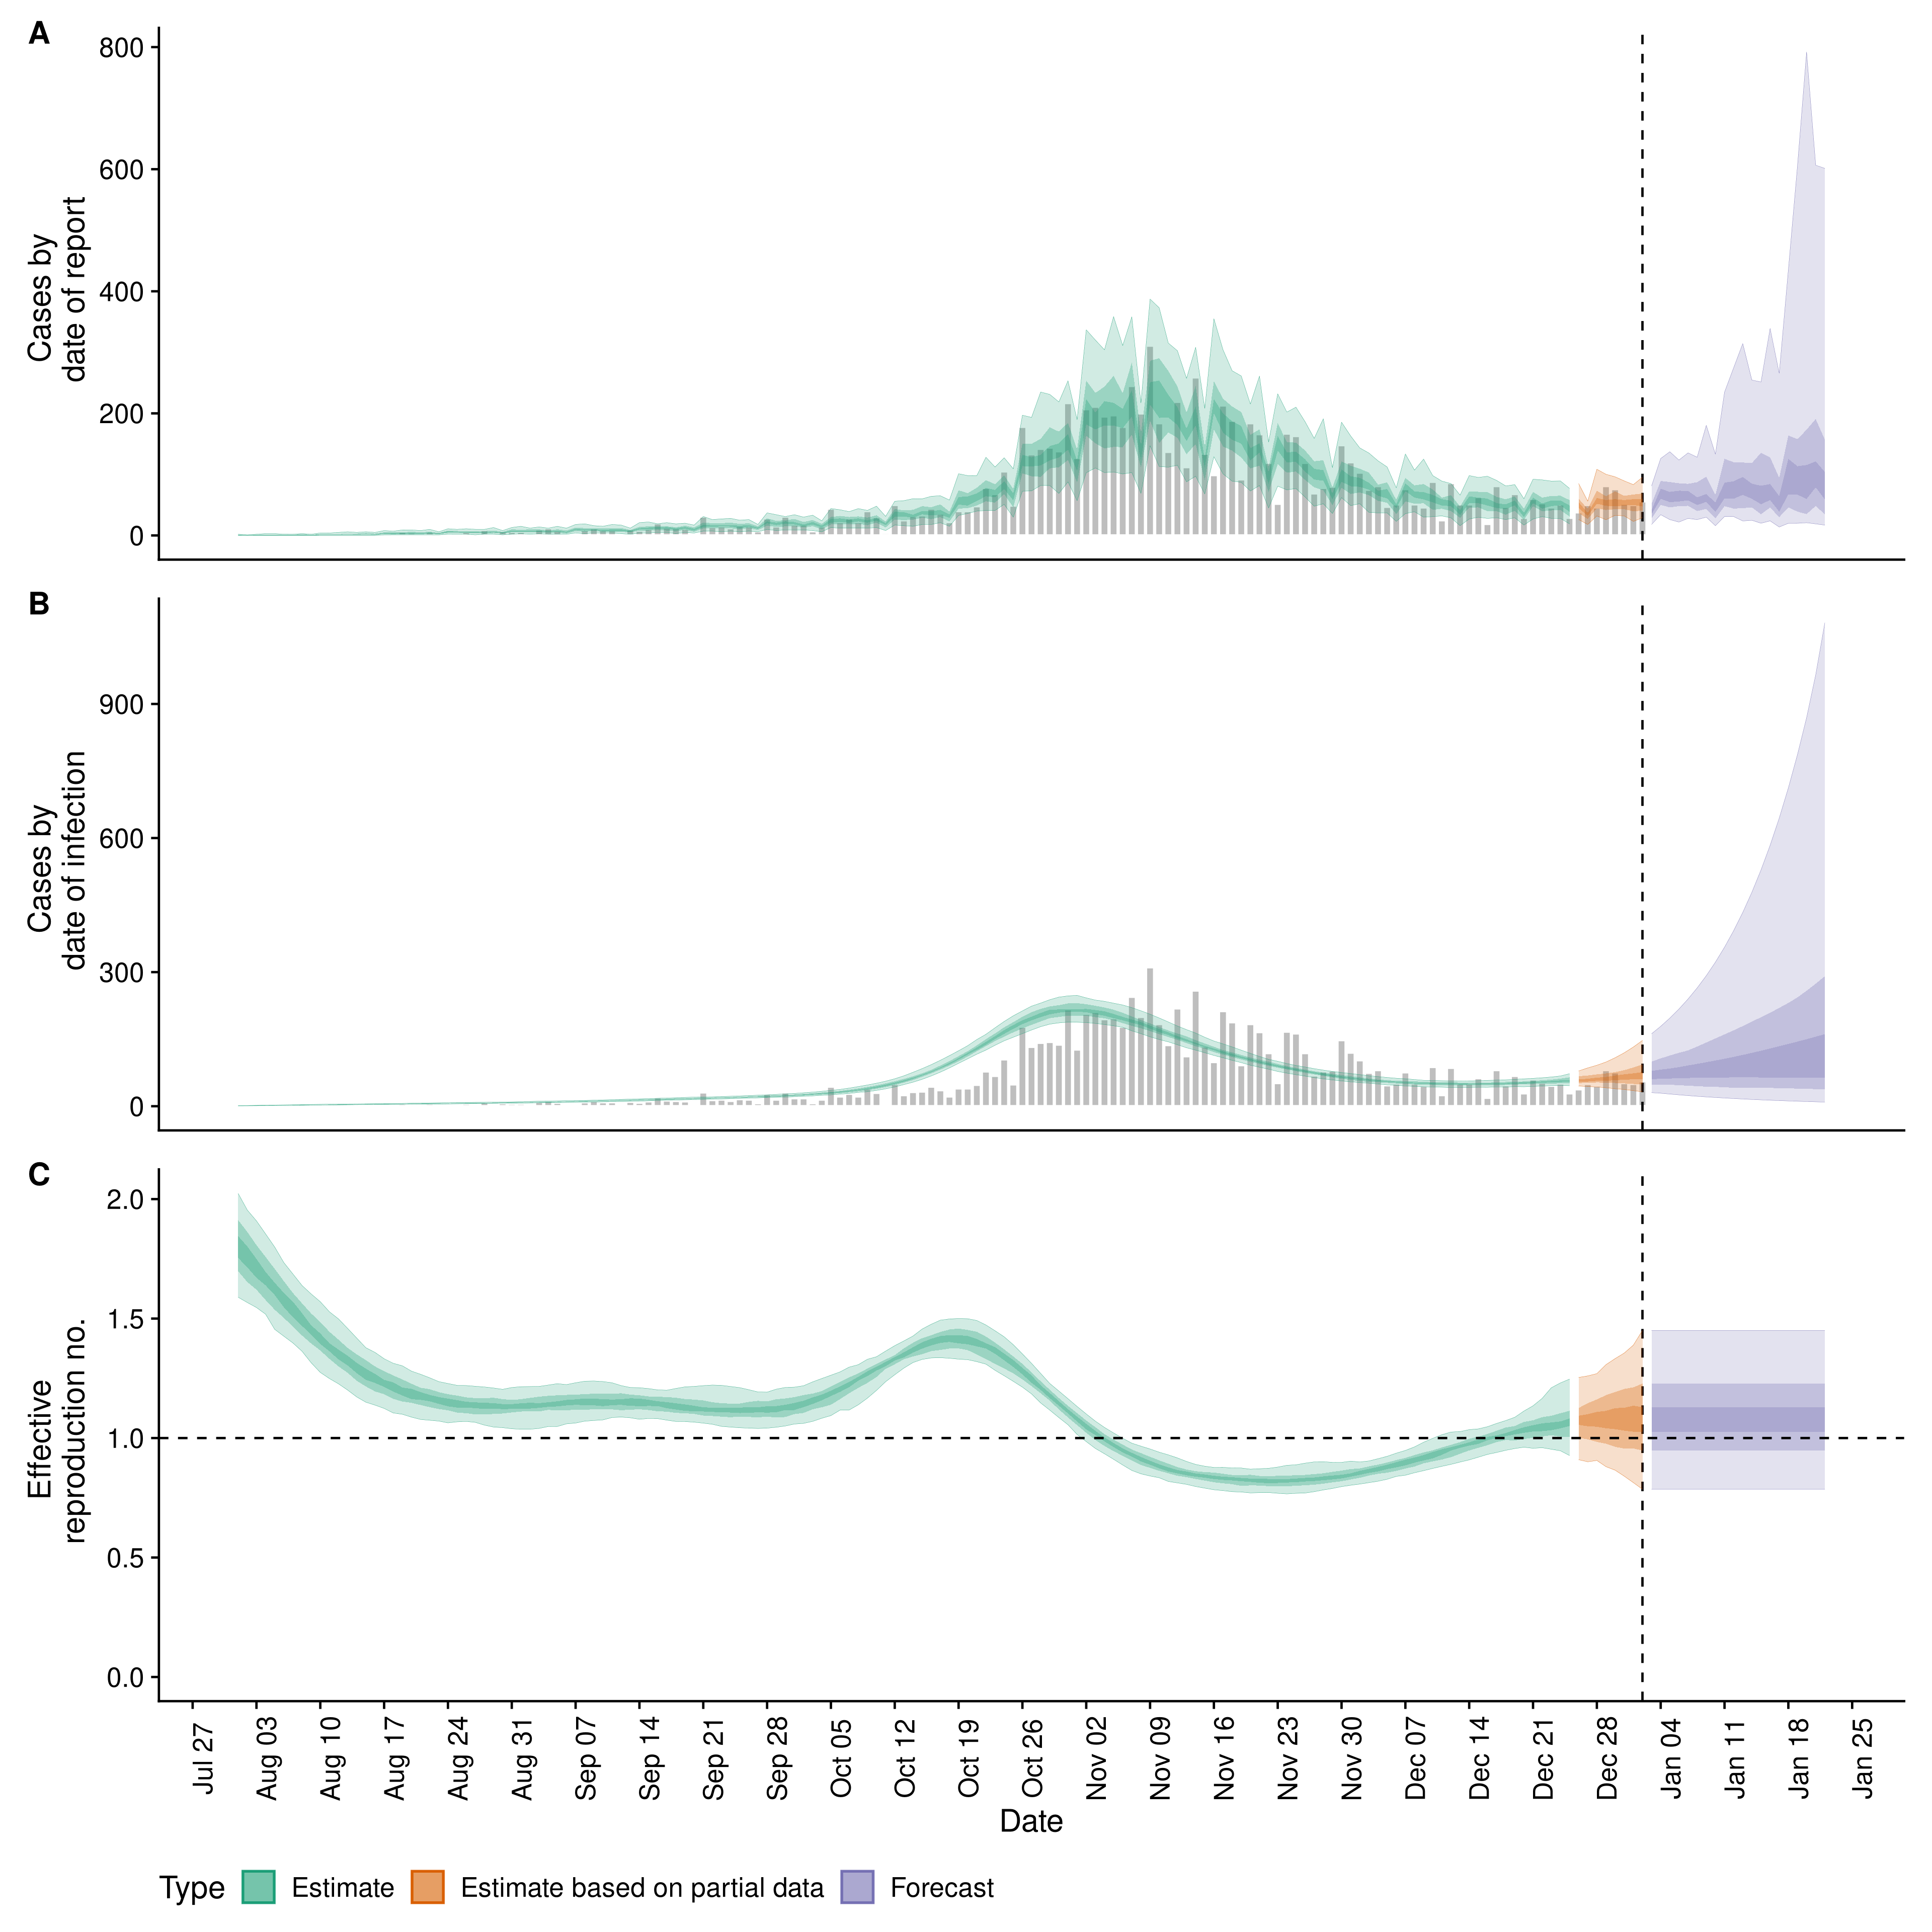 A
800
600
400
200
0
Cases by
date of report
B
900
600
300
0
Cases by
date of infection
C
2.0
1.5
1.0
0.5
0.0
Effective
reproduction no.
Jul 27
Aug 03
Aug 10
Aug 17
Aug 24
Aug 31
Sep 07
Sep 14
Sep 21
Sep 28
Oct 05
Oct 12
Oct 19
Oct 26
Nov 02
Nov 09
Nov 16
Nov 23
Nov 30
Dec 07
Dec 14
Dec 21
Dec 28
Jan 04
Jan 11
Jan 18
Jan 25
Date
Type Estimate Estimate based on partial data Forecast